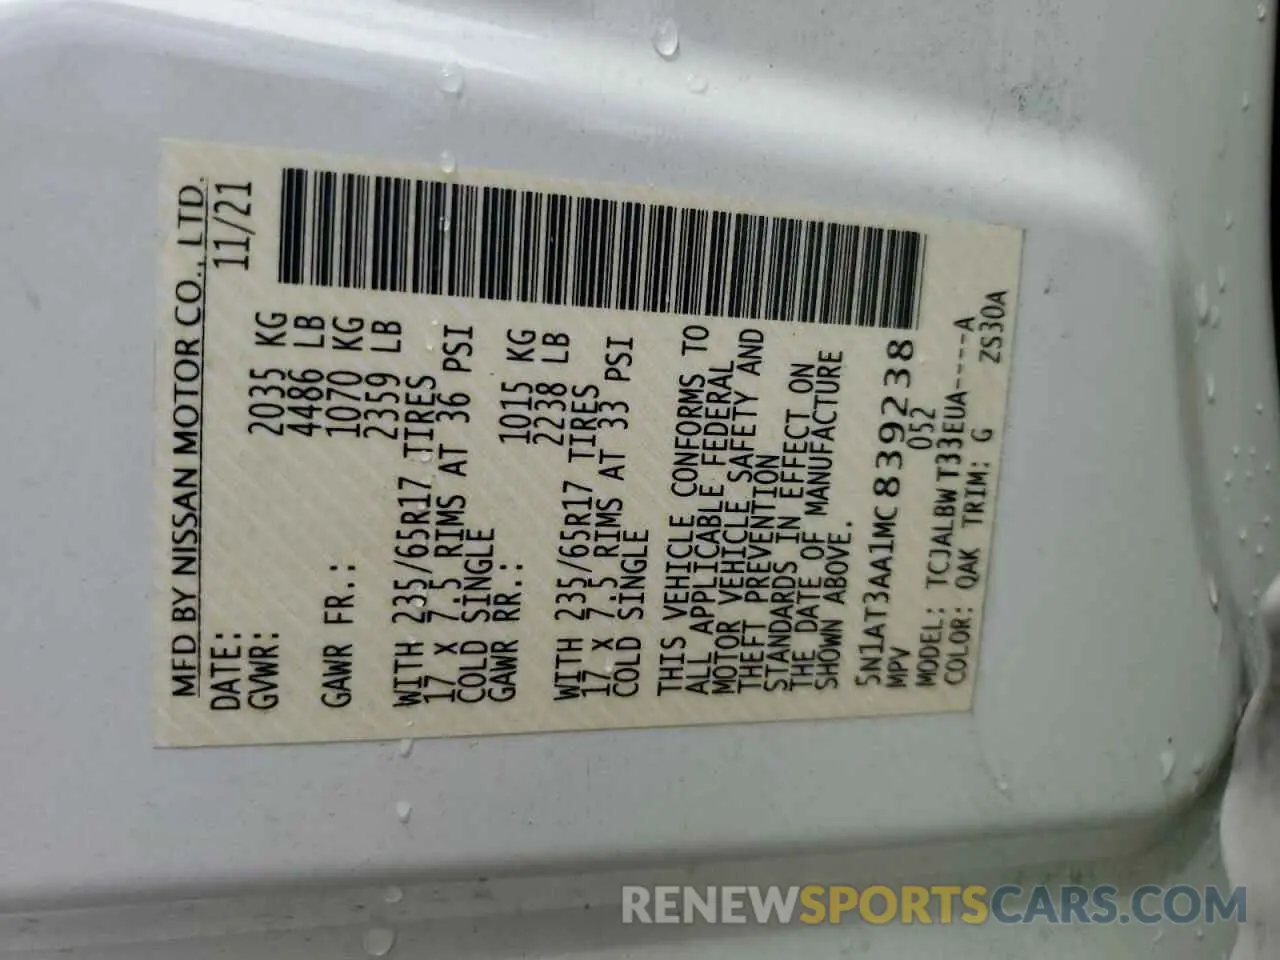 MFD BY NISSAN MOTOR CO., LTD.
DATE: 11/21
GVWR: 2035 KG
4486 LB
GAWR FR.: 1070 KG
2359 LB
WITH 235/65R17 TIRES
17 X 7.5 RIMS AT 36 PSI
COLD SINGLE
GAWR RR.: 1015 KG
2238 LB
WITH 235/65R17 TIRES
17 X 7.5 RIMS AT 33 PSI
COLD SINGLE
THIS VEHICLE CONFORMS TO
ALL APPLICABLE FEDERAL
MOTOR VEHICLE SAFETY AND
THEFT PREVENTION
STANDARDS IN EFFECT ON
THE DATE OF MANUFACTURE
SHOWN ABOVE.
5N1AT3AA1MC839238
MPV 052
MODEL: TCJALBW T33EUA-----A
COLOR: QAK TRIM: G ZS30A
RENEWSPORTSCARS.COM